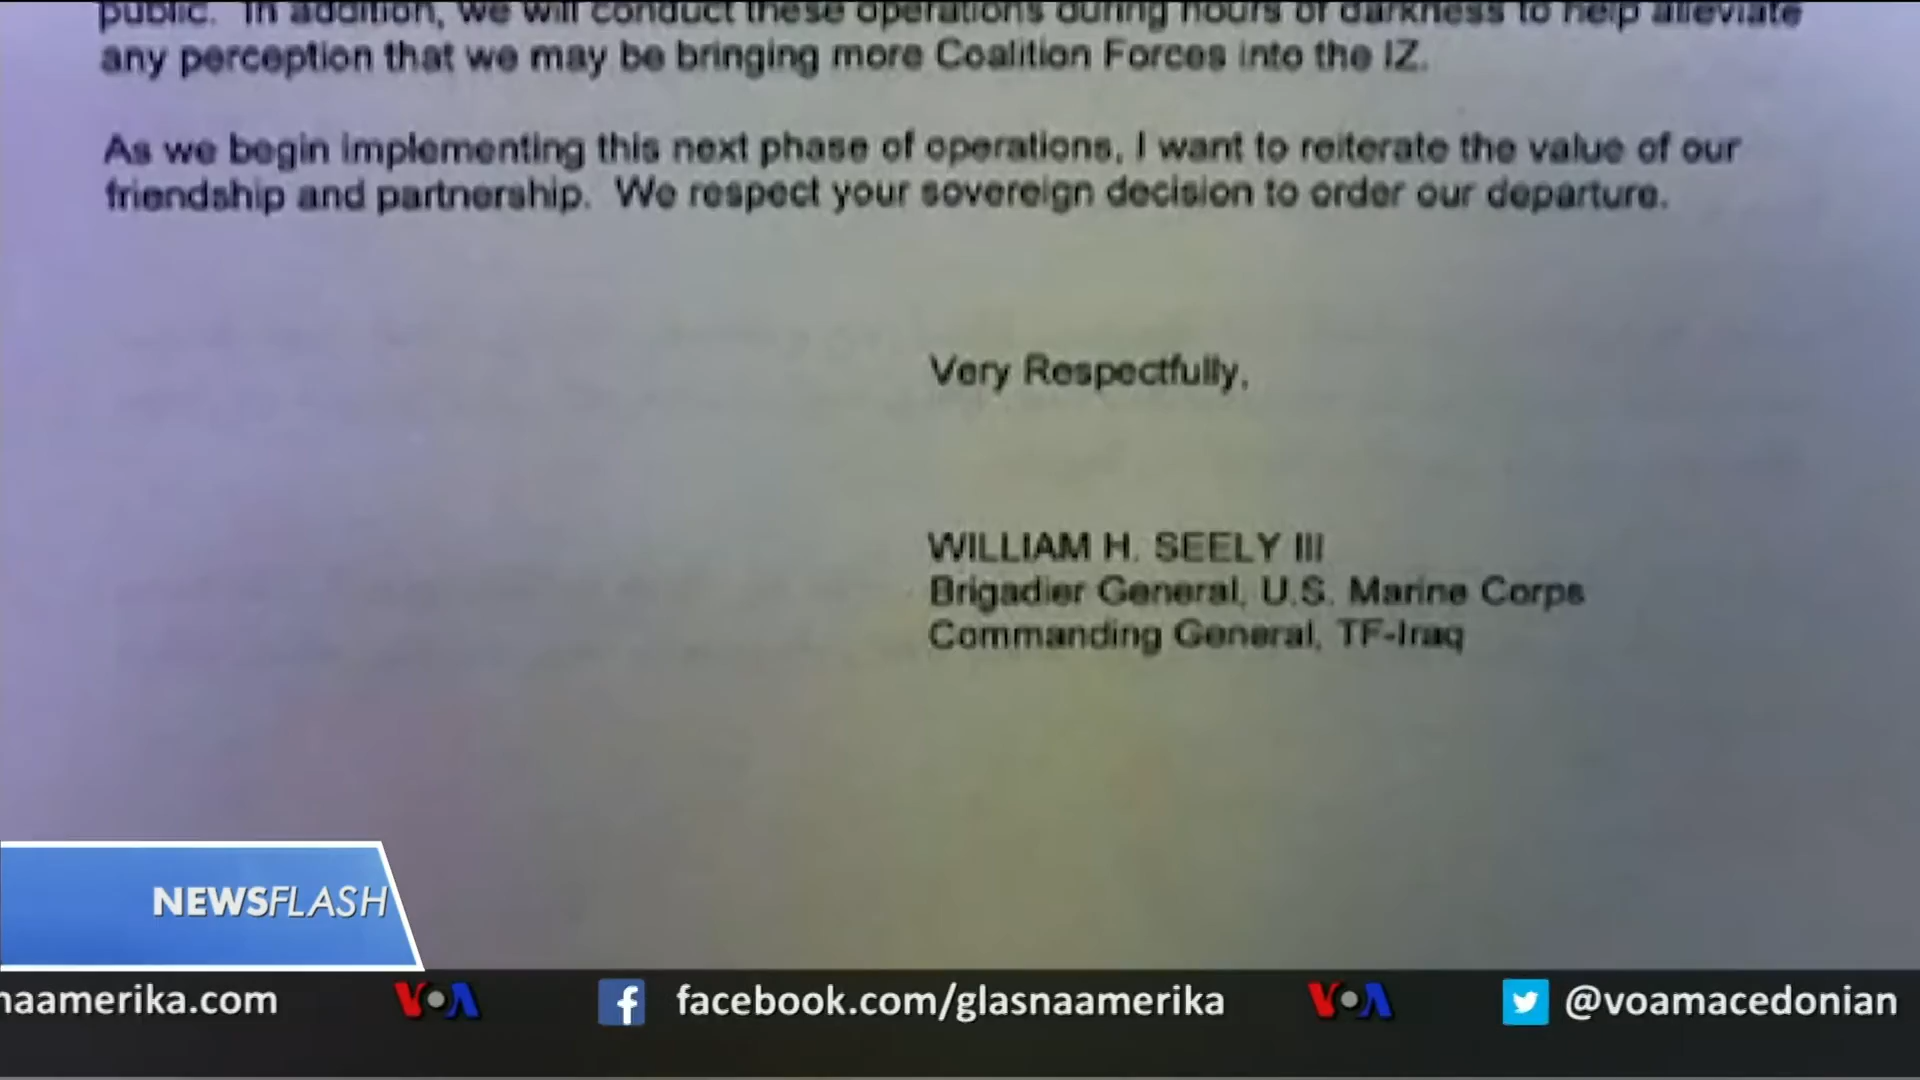 public. In addition, we will conduct these operations during hours of darkness to help alleviate
any perception that we may be bringing more Coalition Forces into the IZ.
As we begin implementing this next phase of operations, I want to reiterate the value of our
friendship and partnership. We respect your sovereign decision to order our departure.
Very Respectfully,
WILLIAM H. SEELY III
Brigadier General, U.S. Marine Corps
Commanding General, TF-Iraq
NEWSFLASH
naamerika.com VOA facebook.com/glasnaamerika VOA @voamacedonian